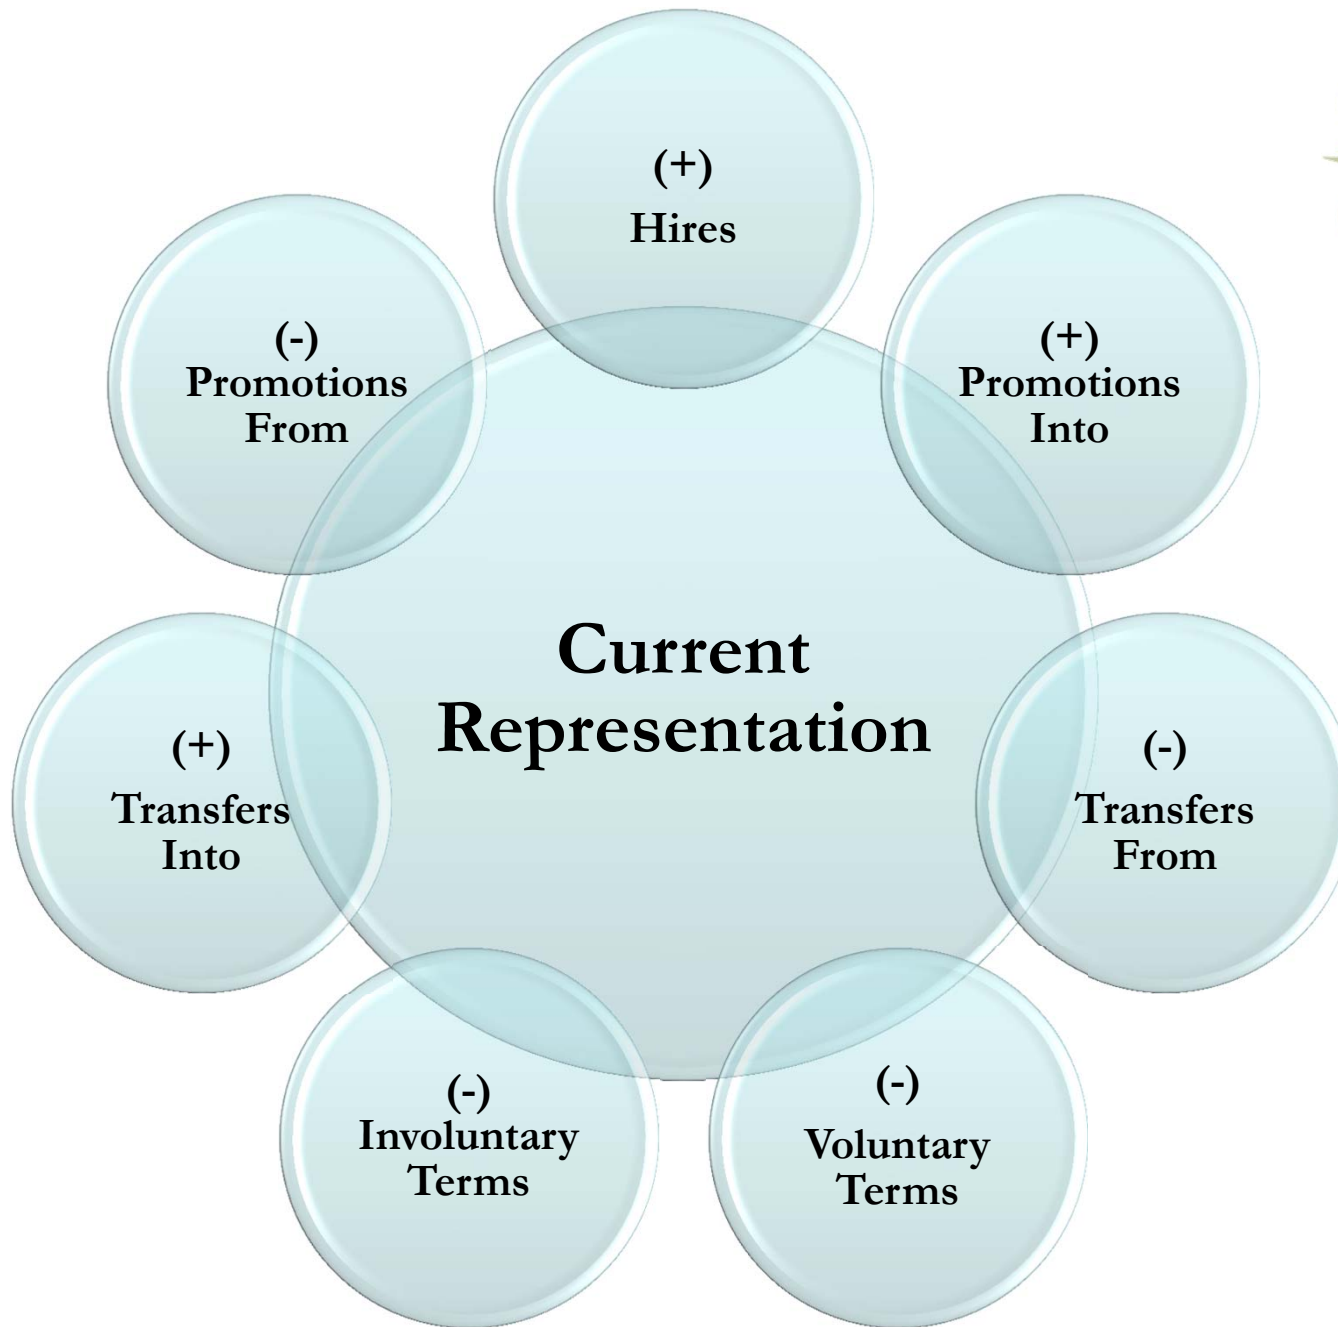 (+)
Hires
(+)
Promotions
Into
(-)
Transfers
From
(-)
Voluntary
Terms
(-)
Involuntary
Terms
(+)
Transfers
Into
(-)
Promotions
From
Current
Representation